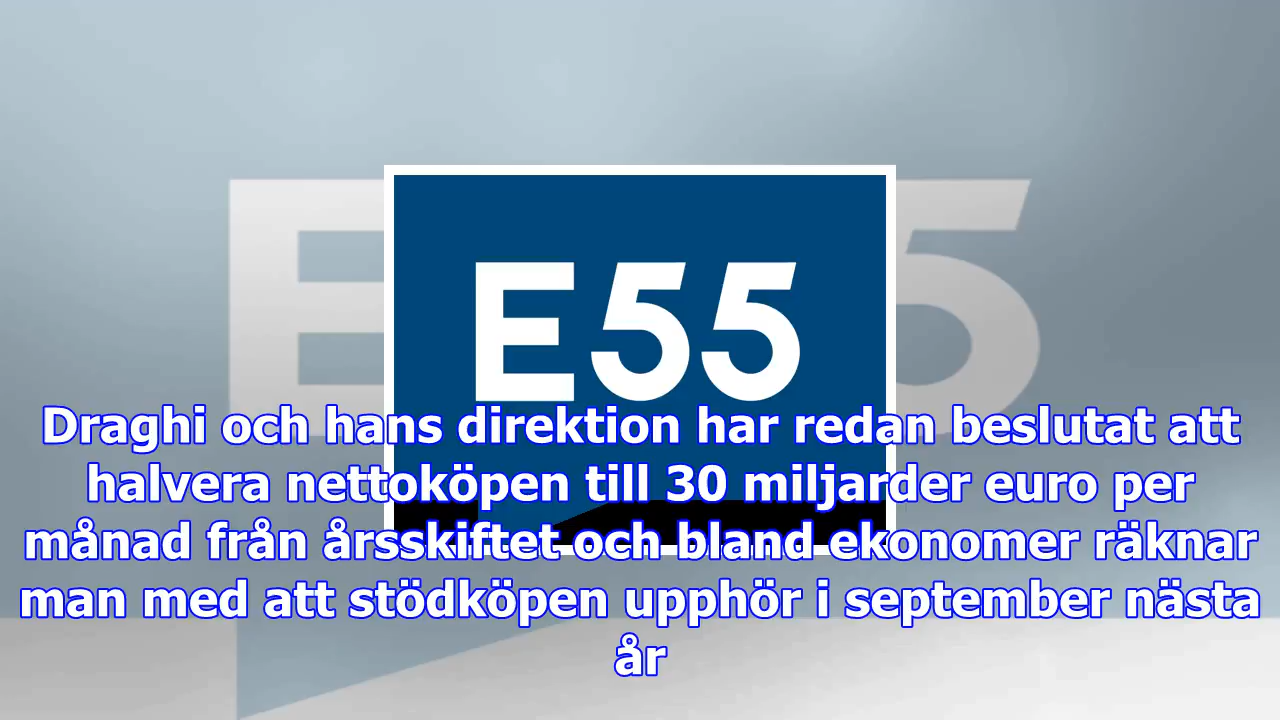 E55
Draghi och hans direktion har redan beslutat att
halvera nettoköpen till 30 miljarder euro per
månad från årsskiftet och bland ekonomer räknar
man med att stödköpen upphör i september nästa
år